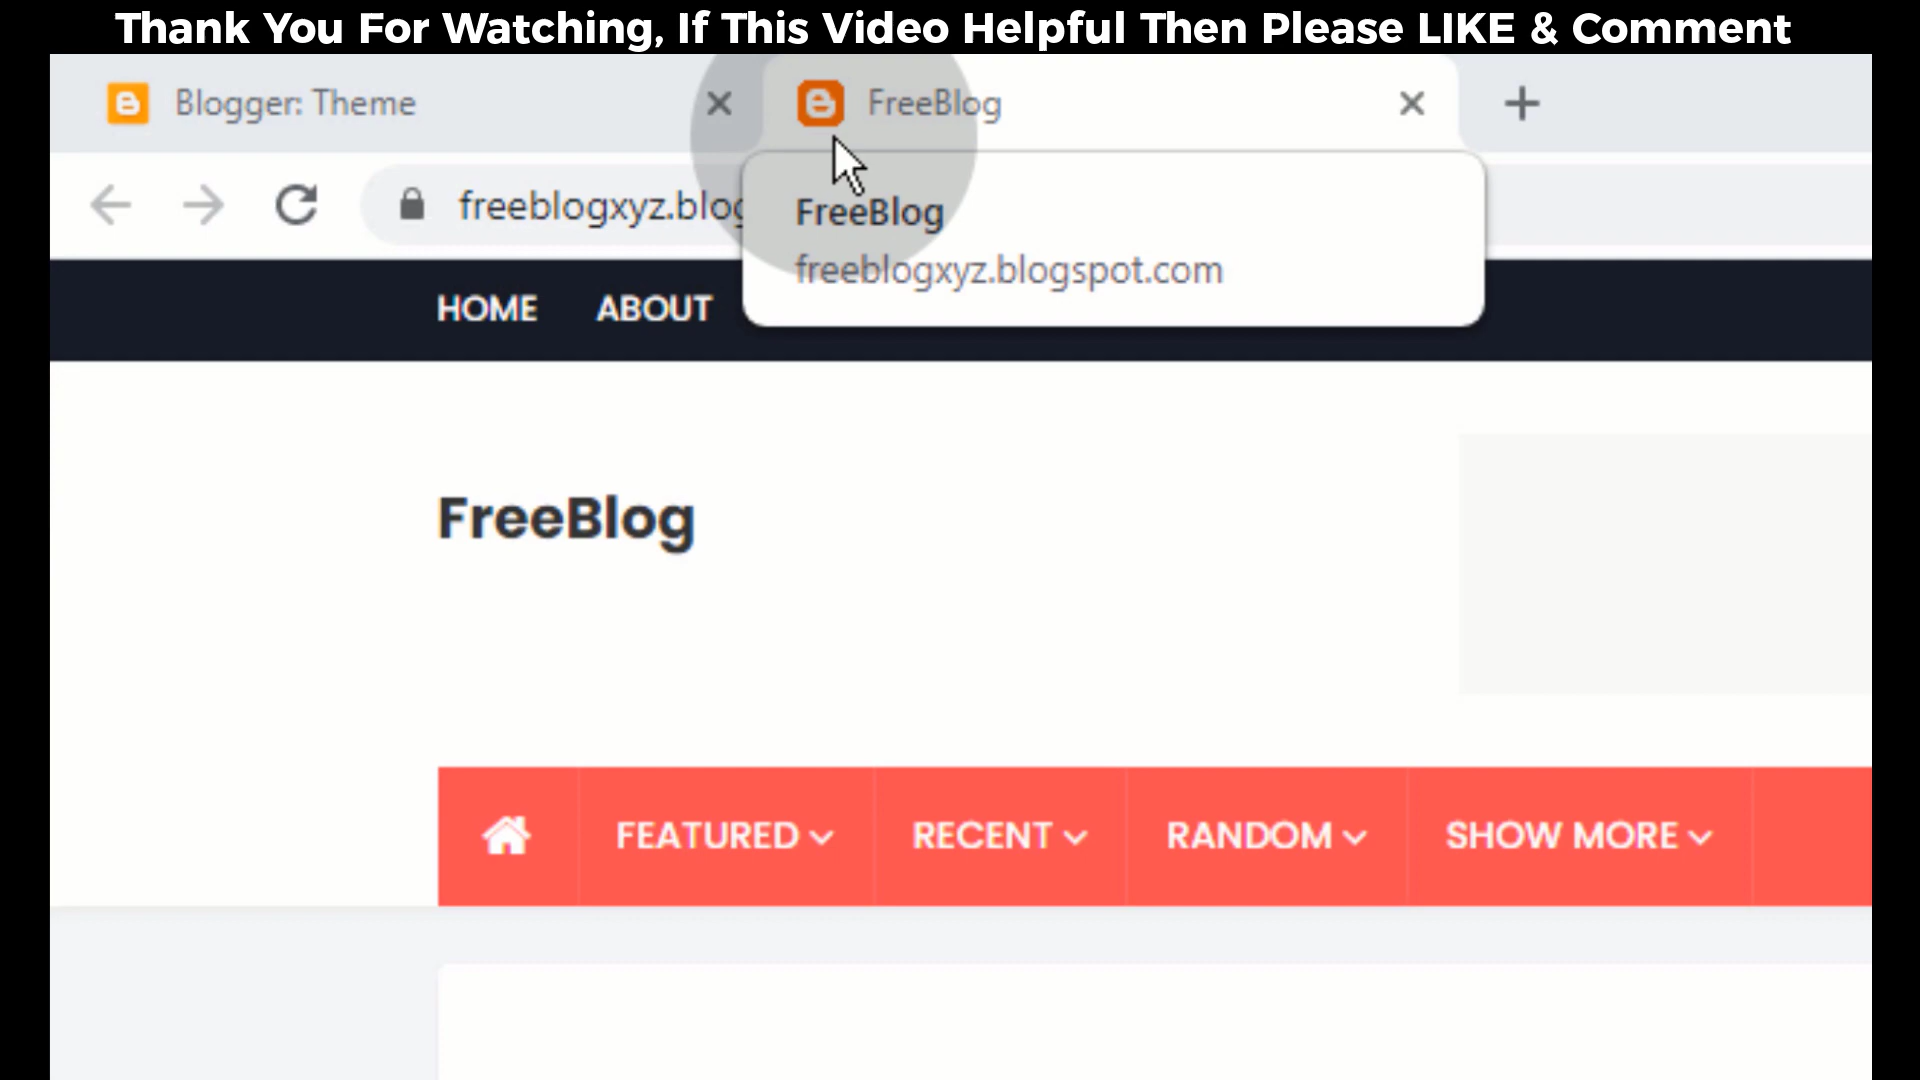 Thank You For Watching, If This Video Helpful Then Please LIKE & Comment
Blogger: Theme
FreeBlog
freeblogxyz.blog
FreeBlog
freeblogxyz.blogspot.com
HOME ABOUT
FreeBlog
FEATURED RECENT RANDOM SHOW MORE